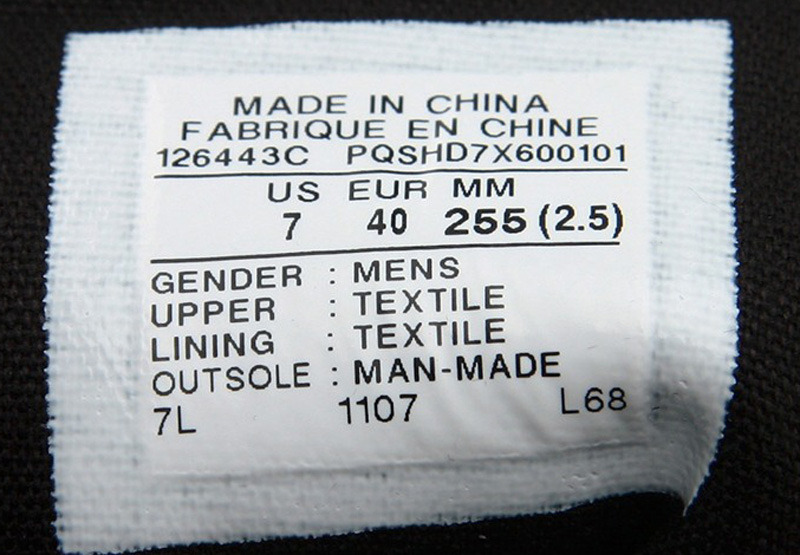 MADE IN CHINA
FABRIQUE EN CHINE
126443C PQSHD7X600101
US EUR MM
7 40 255 (2.5)
GENDER : MENS
UPPER : TEXTILE
LINING : TEXTILE
OUTSOLE : MAN-MADE
7L 1107 L68